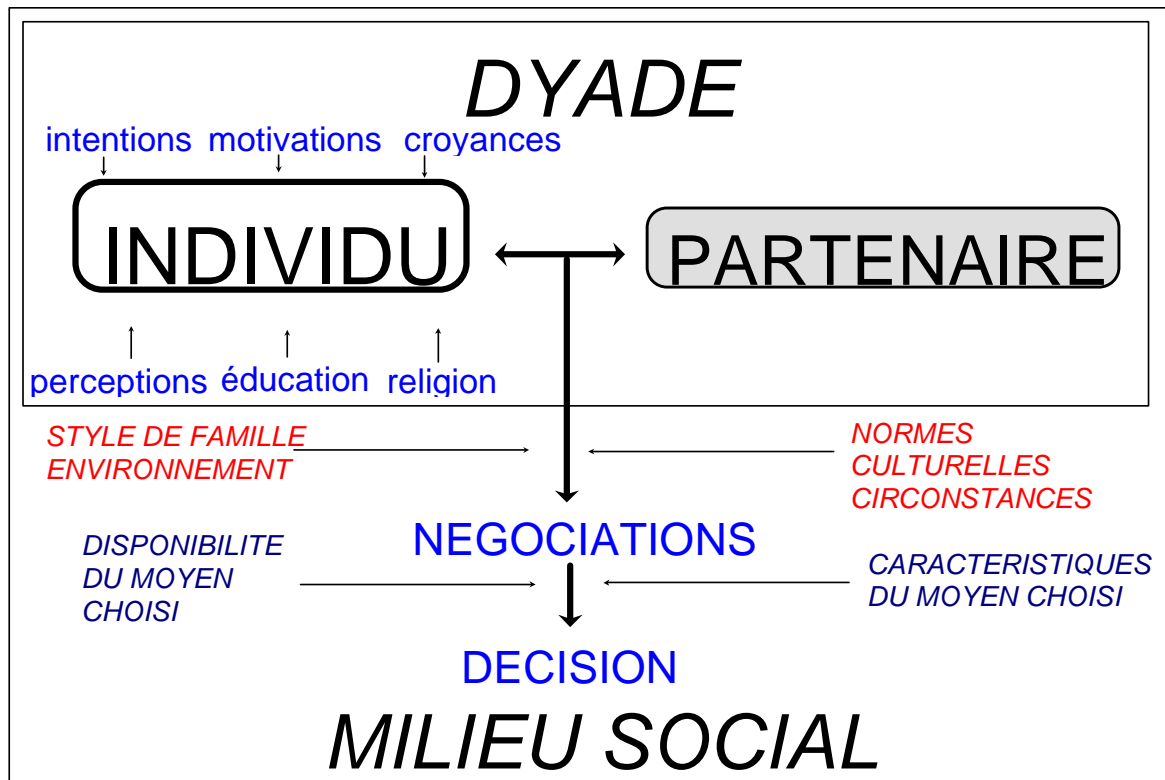 DYADE
intentions motivations croyances
INDIVIDU
PARTENAIRE
perceptions éducation religion
STYLE DE FAMILLE
ENVIRONNEMENT
NORMES
CULTURELLES
CIRCONSTANCES
NEGOCIATIONS
DISPONIBILITE
DU MOYEN
CHOISI
CARACTERISTIQUES
DU MOYEN CHOISI
DECISION
MILIEU SOCIAL